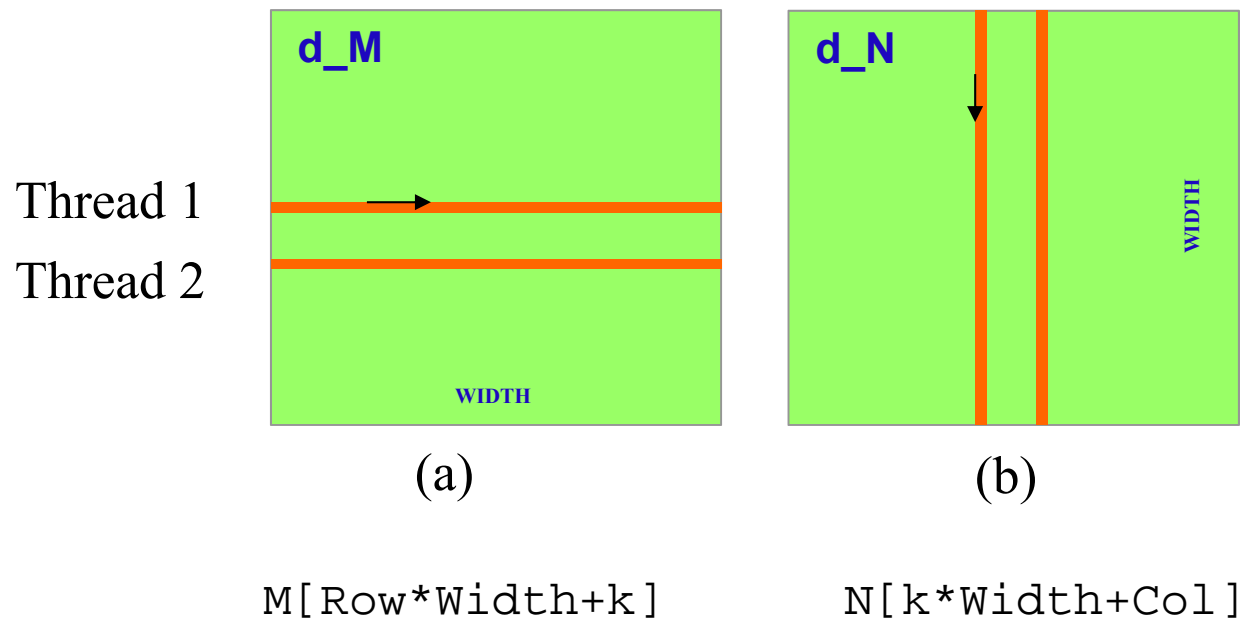 d_M
d_N
Thread 1
Thread 2
WIDTH
WIDTH
(a)
(b)
M[Row*Width+k]
N[k*Width+Col]